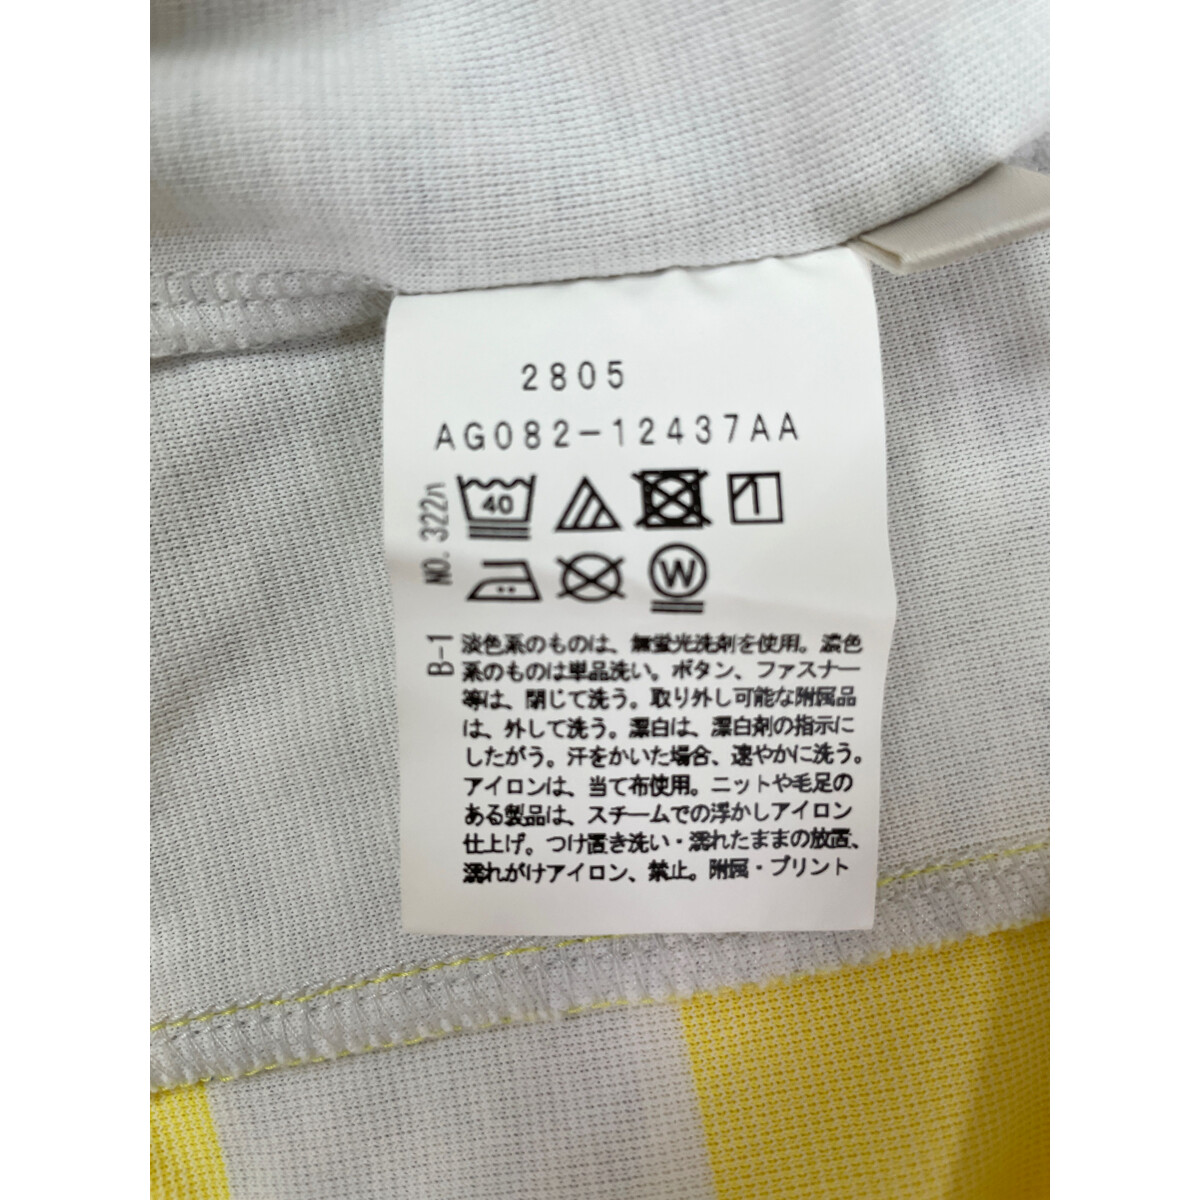 2805
AG082-12437AA
NO. 322ハ
40
1
W
B-1
淡色系のものは、無蛍光洗剤を使用。濃色
系のものは単品洗い。ボタン、ファスナー
等は、閉じて洗う。取り外し可能な附属品
は、外して洗う。漂白は、漂白剤の指示に
したがう。汗をかいた場合、速やかに洗う。
アイロンは、当て布使用。ニットや毛足の
ある製品は、スチームでの浮かしアイロン
仕上げ。つけ置き洗い・濡れたままの放置、
濡れがけアイロン、禁止。附属・プリント